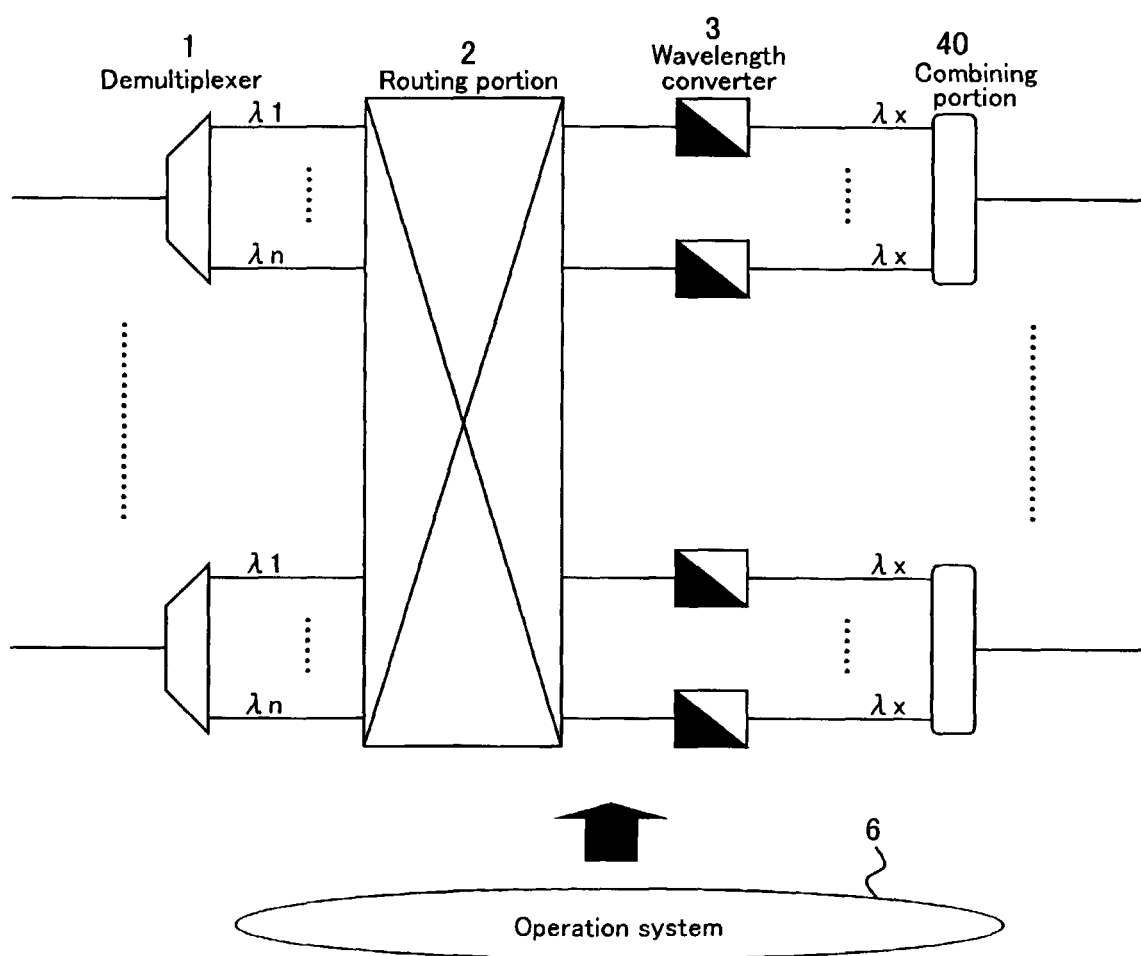 1
Demultiplexer
2
Routing portion
3
Wavelength
converter
40
Combining
portion
λ1
λx
λn
λx
λ1
λx
λn
λx
6
Operation system